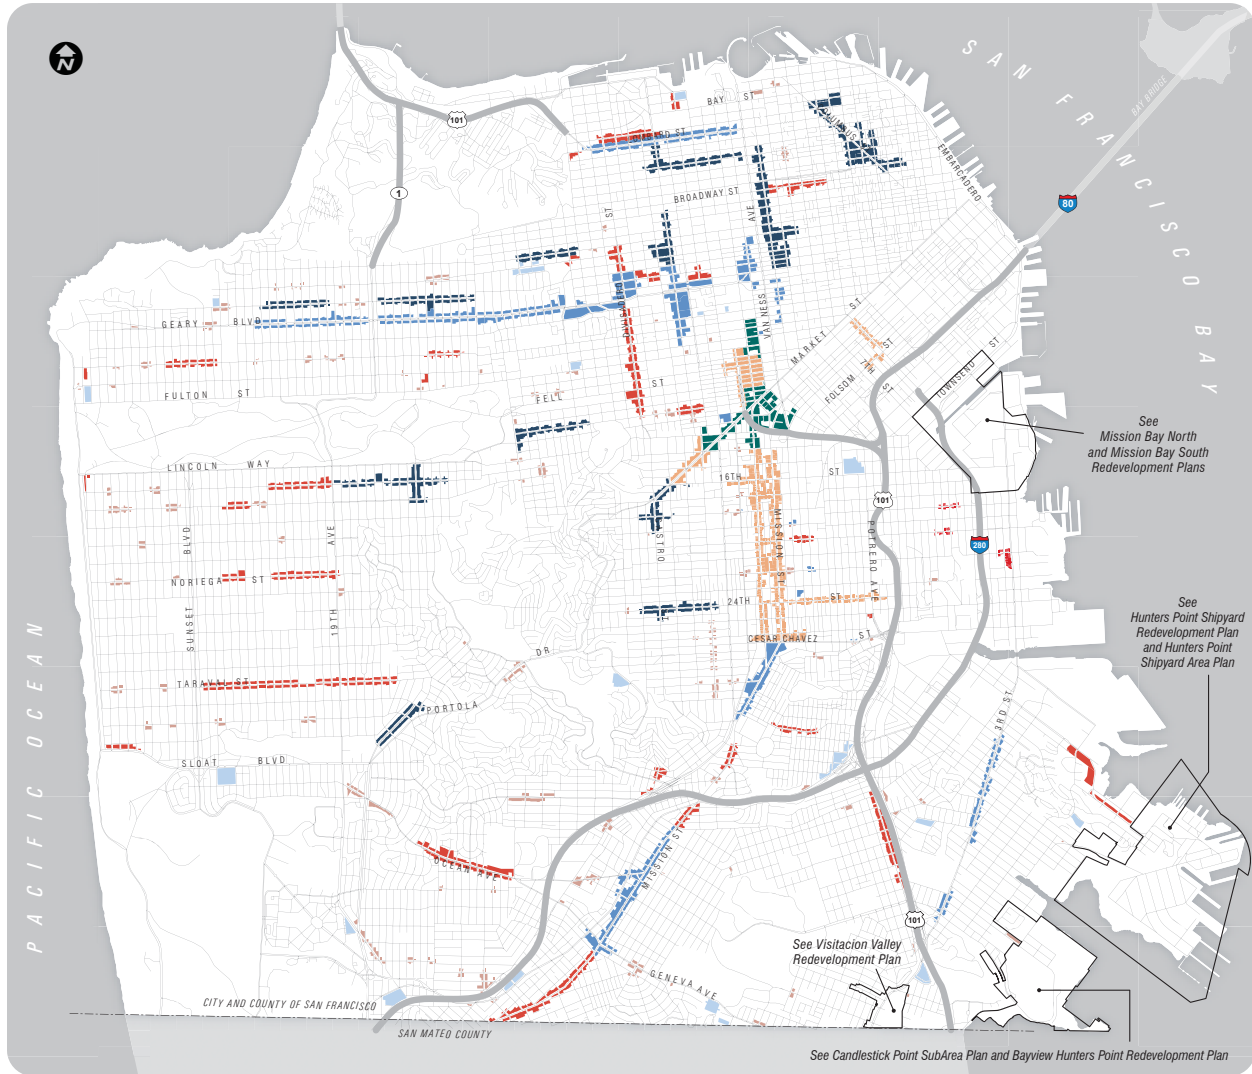 N
SAN FRANCISCO BAY
BAY BRIDGE
101
1
80
BAY ST
LOMBARD ST
COLUMBUS
EMBARCADERO
BROADWAY ST
ST
AVE
VAN NESS
DIVISADERO
GEARY BLVD
MARKET ST
7TH ST
FOLSOM ST
TOWNSEND ST
FULTON ST
FELL ST
See
Mission Bay North
and Mission Bay South
Redevelopment Plans
LINCOLN WAY
16TH ST
101
POTRERO AVE
MISSION ST
280
SUNSET BLVD
19TH AVE
NORIEGA ST
24TH ST
CESAR CHAVEZ ST
See
Hunters Point Shipyard
Redevelopment Plan
and Hunters Point
Shipyard Area Plan
PACIFIC OCEAN
DR
PORTOLA
TARAVAL ST
3RD ST
SLOAT BLVD
OCEAN AVE
MISSION ST
101
See Visitacion Valley
Redevelopment Plan
GENEVA AVE
CITY AND COUNTY OF SAN FRANCISCO
SAN MATEO COUNTY
See Candlestick Point SubArea Plan and Bayview Hunters Point Redevelopment Plan